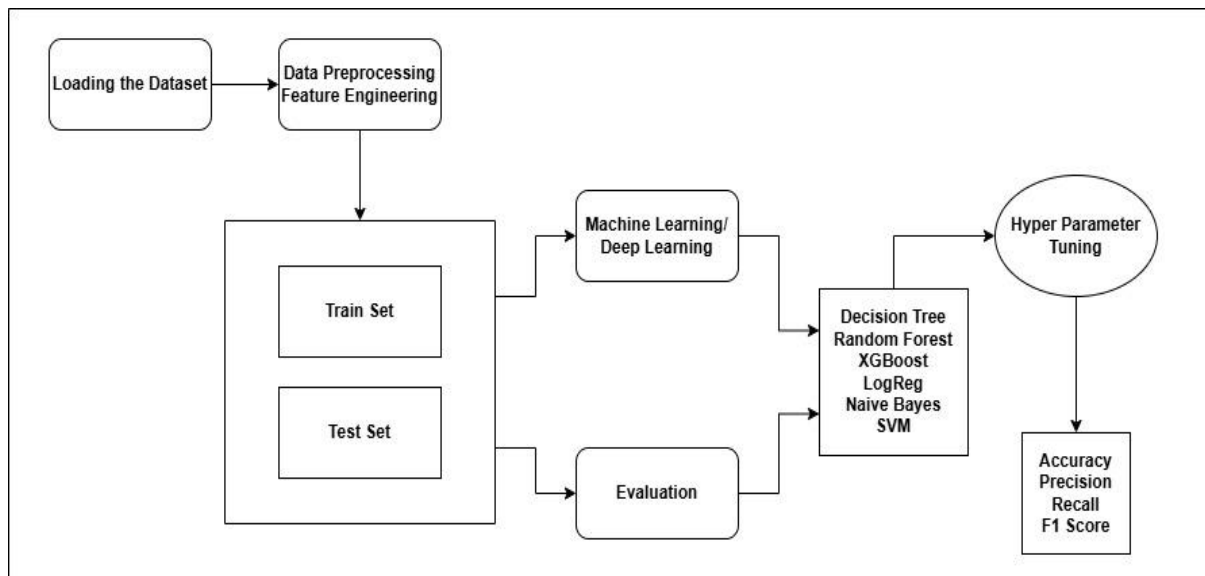 Loading the Dataset
Data Preprocessing
Feature Engineering
Train Set
Test Set
Machine Learning/
Deep Learning
Evaluation
Decision Tree
Random Forest
XGBoost
LogReg
Naive Bayes
SVM
Hyper Parameter
Tuning
Accuracy
Precision
Recall
F1 Score